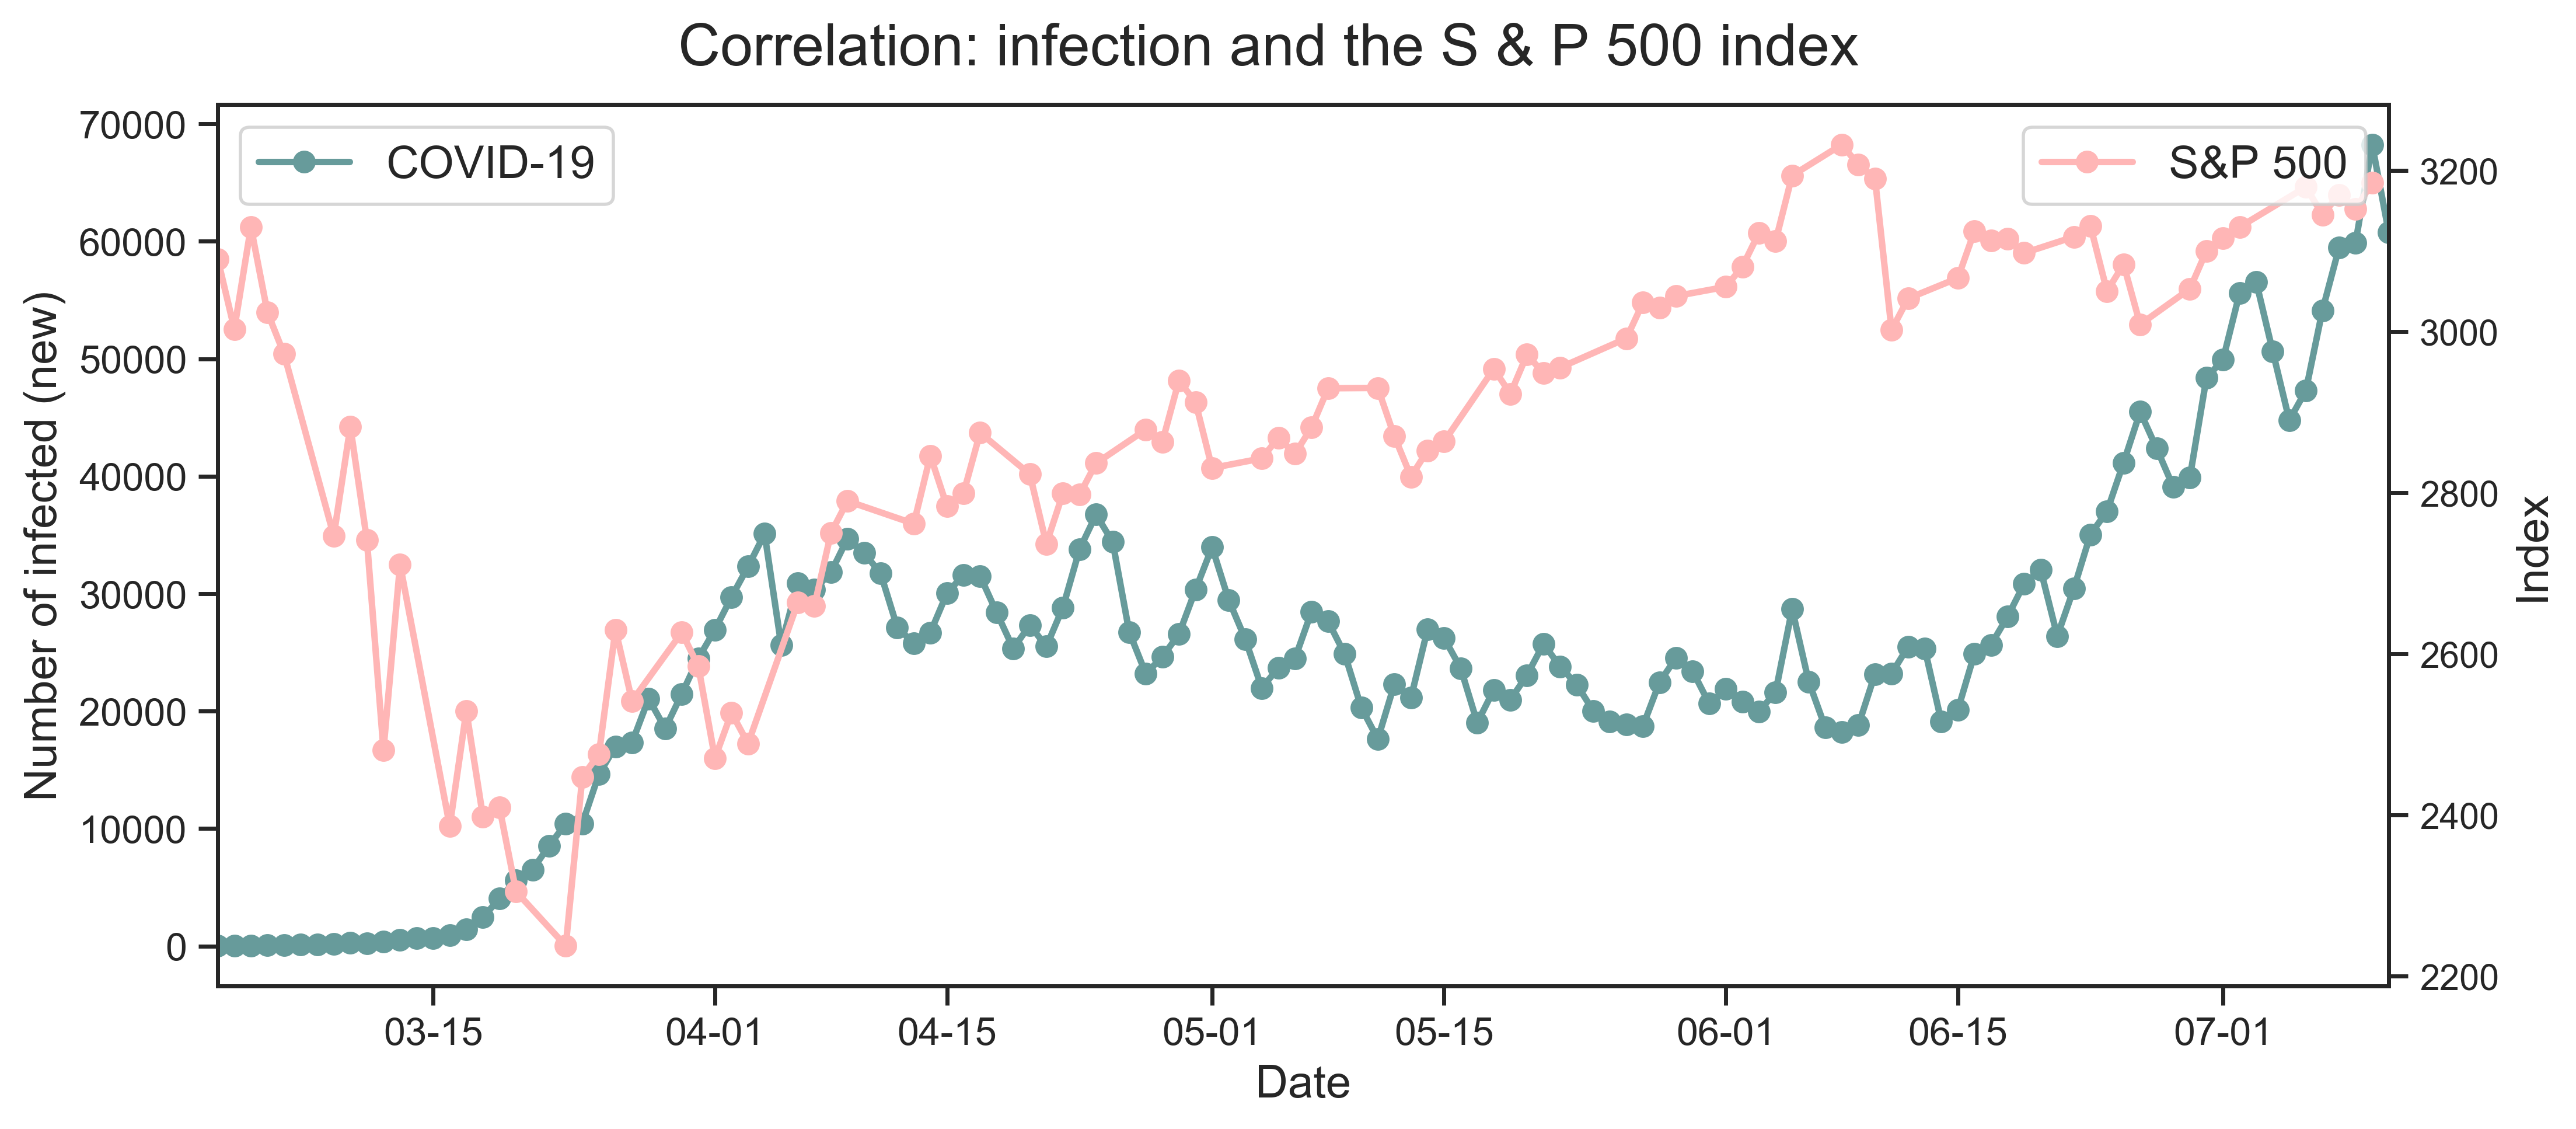 Correlation: infection and the S & P 500 index
COVID-19
S&P 500
Number of infected (new)
70000
60000
50000
40000
30000
20000
10000
0
3200
3000
2800
2600
2400
2200
Index
03-15 04-01 04-15 05-01 05-15 06-01 06-15 07-01
Date